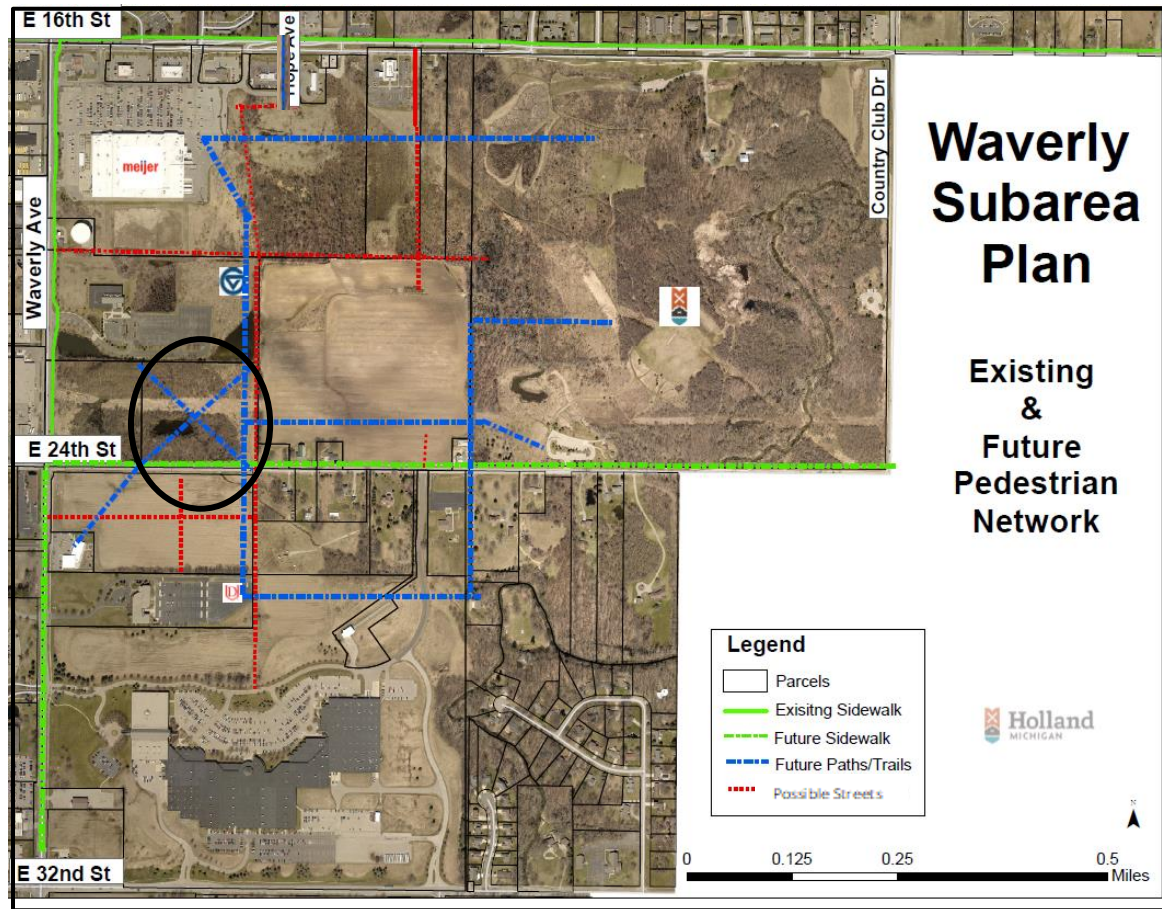 E 16th St
Hope Ave
Country Club Dr
Waverly
Subarea
Plan
meijer
Waverly Ave
Existing
&
Future
Pedestrian
Network
E 24th St
Legend
Parcels
Exisitng Sidewalk
Future Sidewalk
Future Paths/Trails
Possible Streets
Holland
MICHIGAN
N
E 32nd St
0 0.125 0.25 0.5
Miles